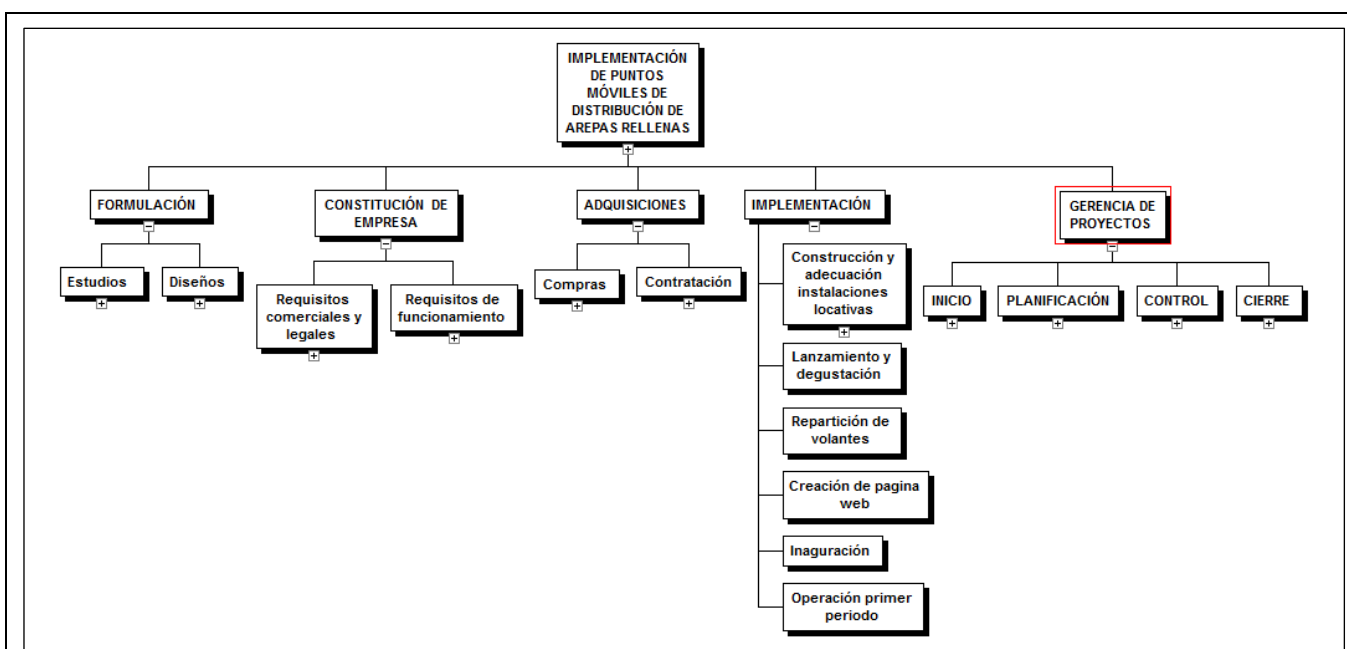 IMPLEMENTACIÓN
DE PUNTOS
MÓVILES DE
DISTRIBUCIÓN DE
AREPAS RELLENAS
FORMULACIÓN
CONSTITUCIÓN DE
EMPRESA
ADQUISICIONES
IMPLEMENTACIÓN
GERENCIA DE
PROYECTOS
Estudios
Diseños
Requisitos
comerciales y
legales
Requisitos de
funcionamiento
Compras
Contratación
Construcción y
adecuación
instalaciones
locativas
Lanzamiento y
degustación
Repartición de
volantes
Creación de pagina
web
Inaguración
Operación primer
periodo
INICIO
PLANIFICACIÓN
CONTROL
CIERRE